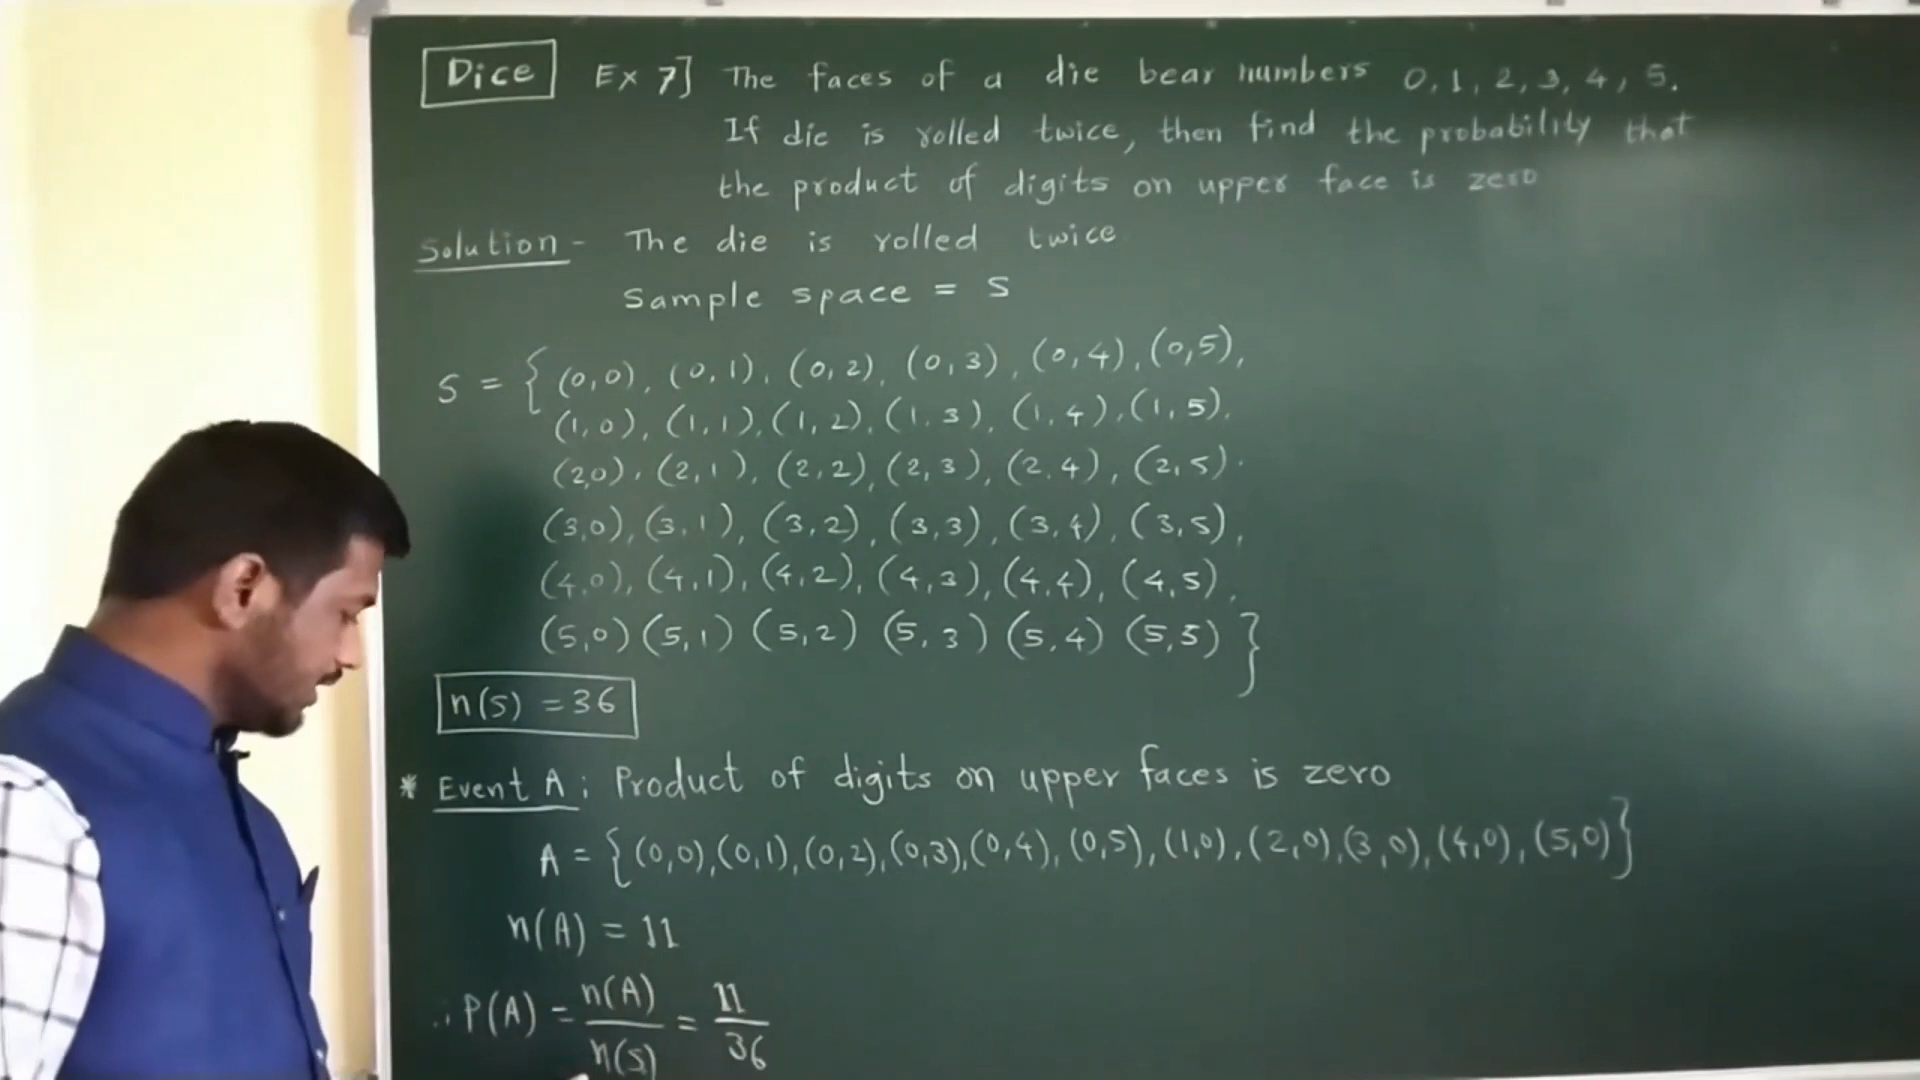 Dice Ex 7] The faces of a die bear numbers 0, 1, 2, 3, 4, 5.
If die is rolled twice, then find the probability that
the product of digits on upper face is zero
Solution - The die is rolled twice
Sample space = S
S = { (0,0), (0,1), (0,2), (0,3), (0,4), (0,5),
(1,0), (1,1), (1,2), (1,3), (1,4), (1,5),
(2,0), (2,1), (2,2), (2,3), (2,4), (2,5).
(3,0), (3,1), (3,2), (3,3), (3,4), (3,5),
(4,0), (4,1), (4,2), (4,3), (4,4), (4,5),
(5,0) (5,1) (5,2) (5,3) (5,4) (5,5) }
n(S) = 36
* Event A : Product of digits on upper faces is zero
A = { (0,0), (0,1), (0,2), (0,3), (0,4), (0,5), (1,0), (2,0), (3,0), (4,0), (5,0) }
n(A) = 11
∴ P(A) = n(A)/n(S) = 11/36